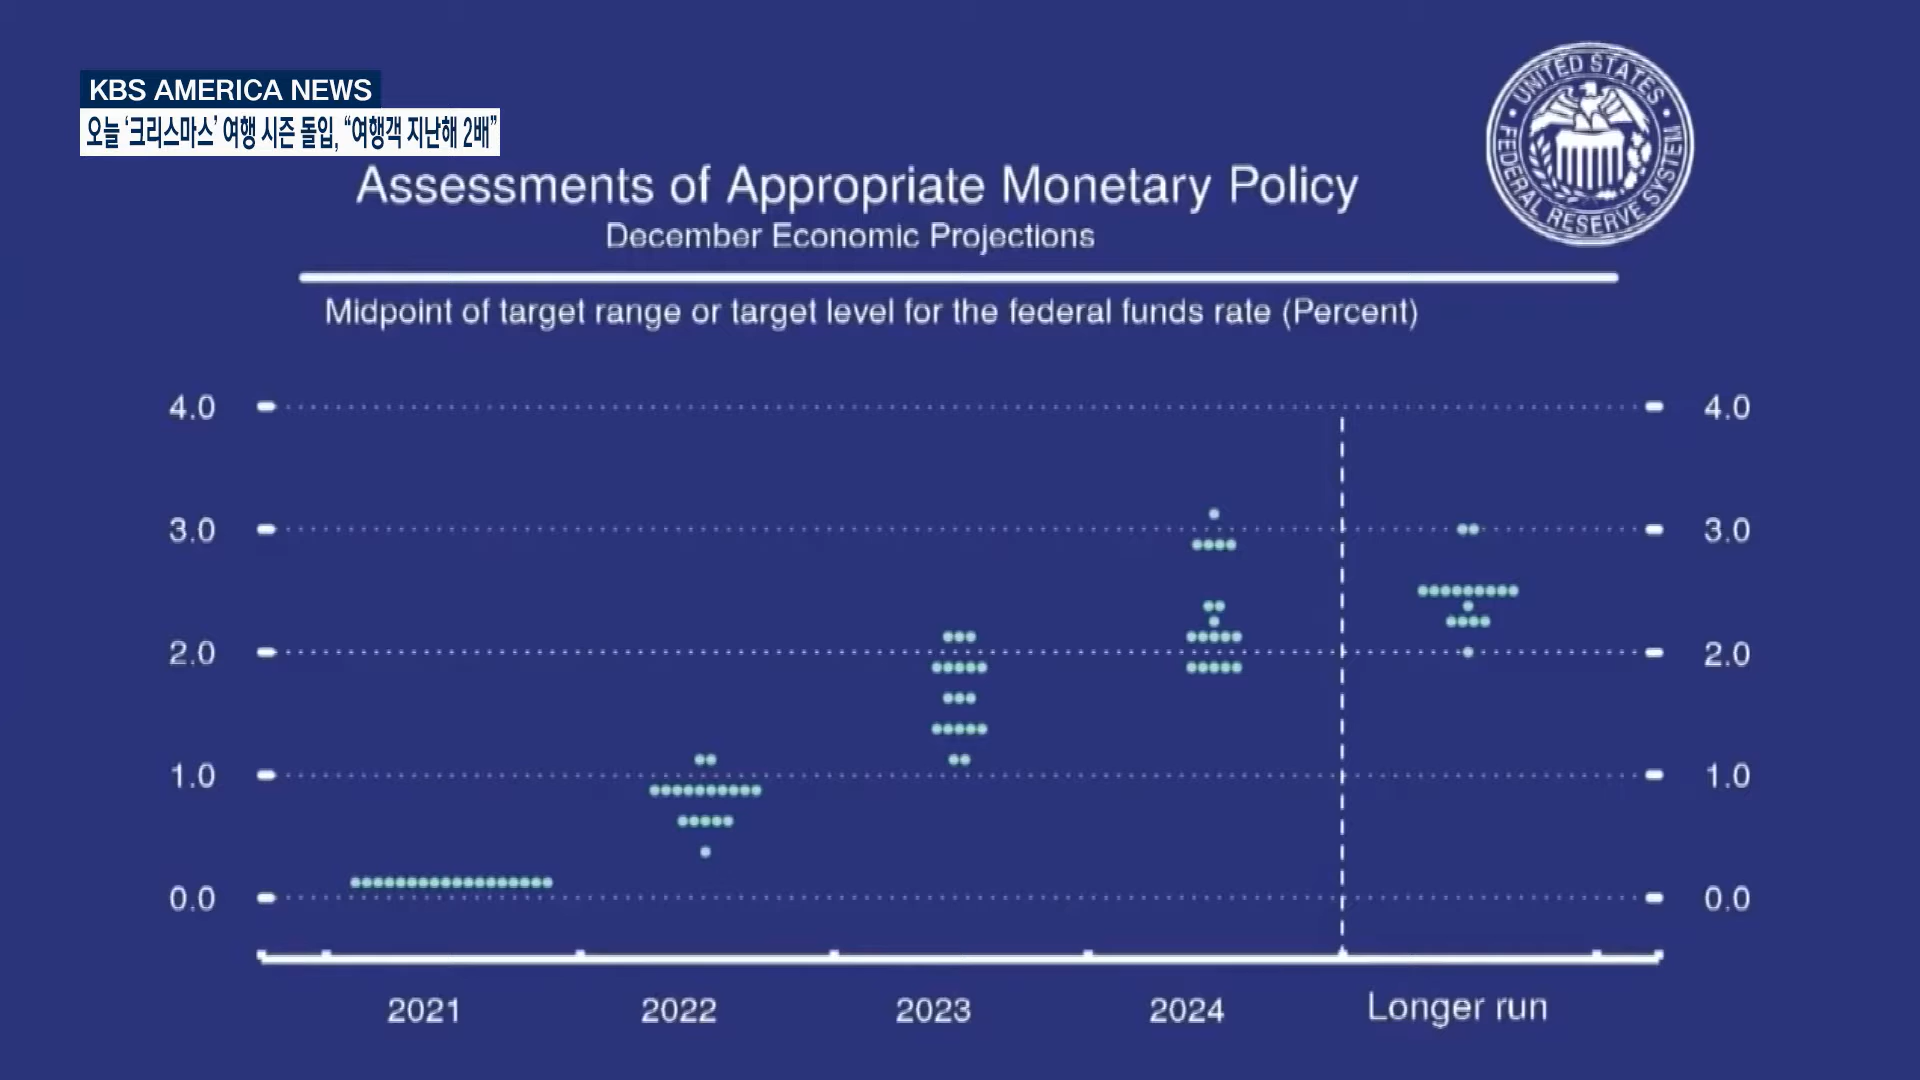 KBS AMERICA NEWS
오늘 ‘크리스마스’ 여행 시즌 돌입, “여행객 지난해 2배”
UNITED STATES
FEDERAL RESERVE SYSTEM
Assessments of Appropriate Monetary Policy
December Economic Projections
Midpoint of target range or target level for the federal funds rate (Percent)
4.0 4.0
3.0 3.0
2.0 2.0
1.0 1.0
0.0 0.0
2021 2022 2023 2024 Longer run